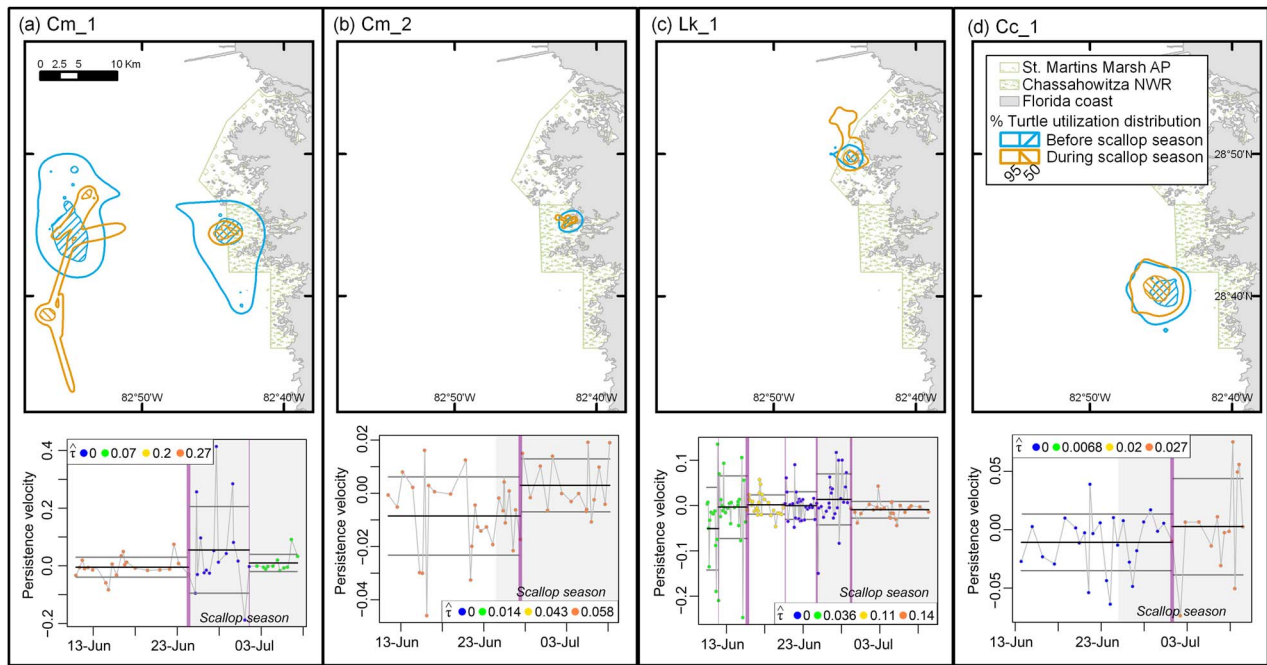 (a) Cm_1
(b) Cm_2
(c) Lk_1
(d) Cc_1
0 2.5 5 10 Km
St. Martins Marsh AP
Chassahowitza NWR
Florida coast
% Turtle utilization distribution
Before scallop season
During scallop season
95 50
28°50'N
28°40'N
82°50'W 82°40'W
82°50'W 82°40'W
82°50'W 82°40'W
82°50'W 82°40'W
Persistence velocity
0.4
0.2
0.0
−0.2
τ̂ 0 0.07 0.2 0.27
Scallop season
13-Jun 23-Jun 03-Jul
Persistence velocity
0.02
0.00
−0.02
−0.04
τ̂ 0 0.014 0.043 0.058
Scallop season
13-Jun 23-Jun 03-Jul
Persistence velocity
0.1
0.0
−0.1
−0.2
τ̂ 0 0.036 0.11 0.14
Scallop season
13-Jun 23-Jun 03-Jul
Persistence velocity
0.05
0.00
−0.05
τ̂ 0 0.0068 0.02 0.027
Scallop season
13-Jun 23-Jun 03-Jul